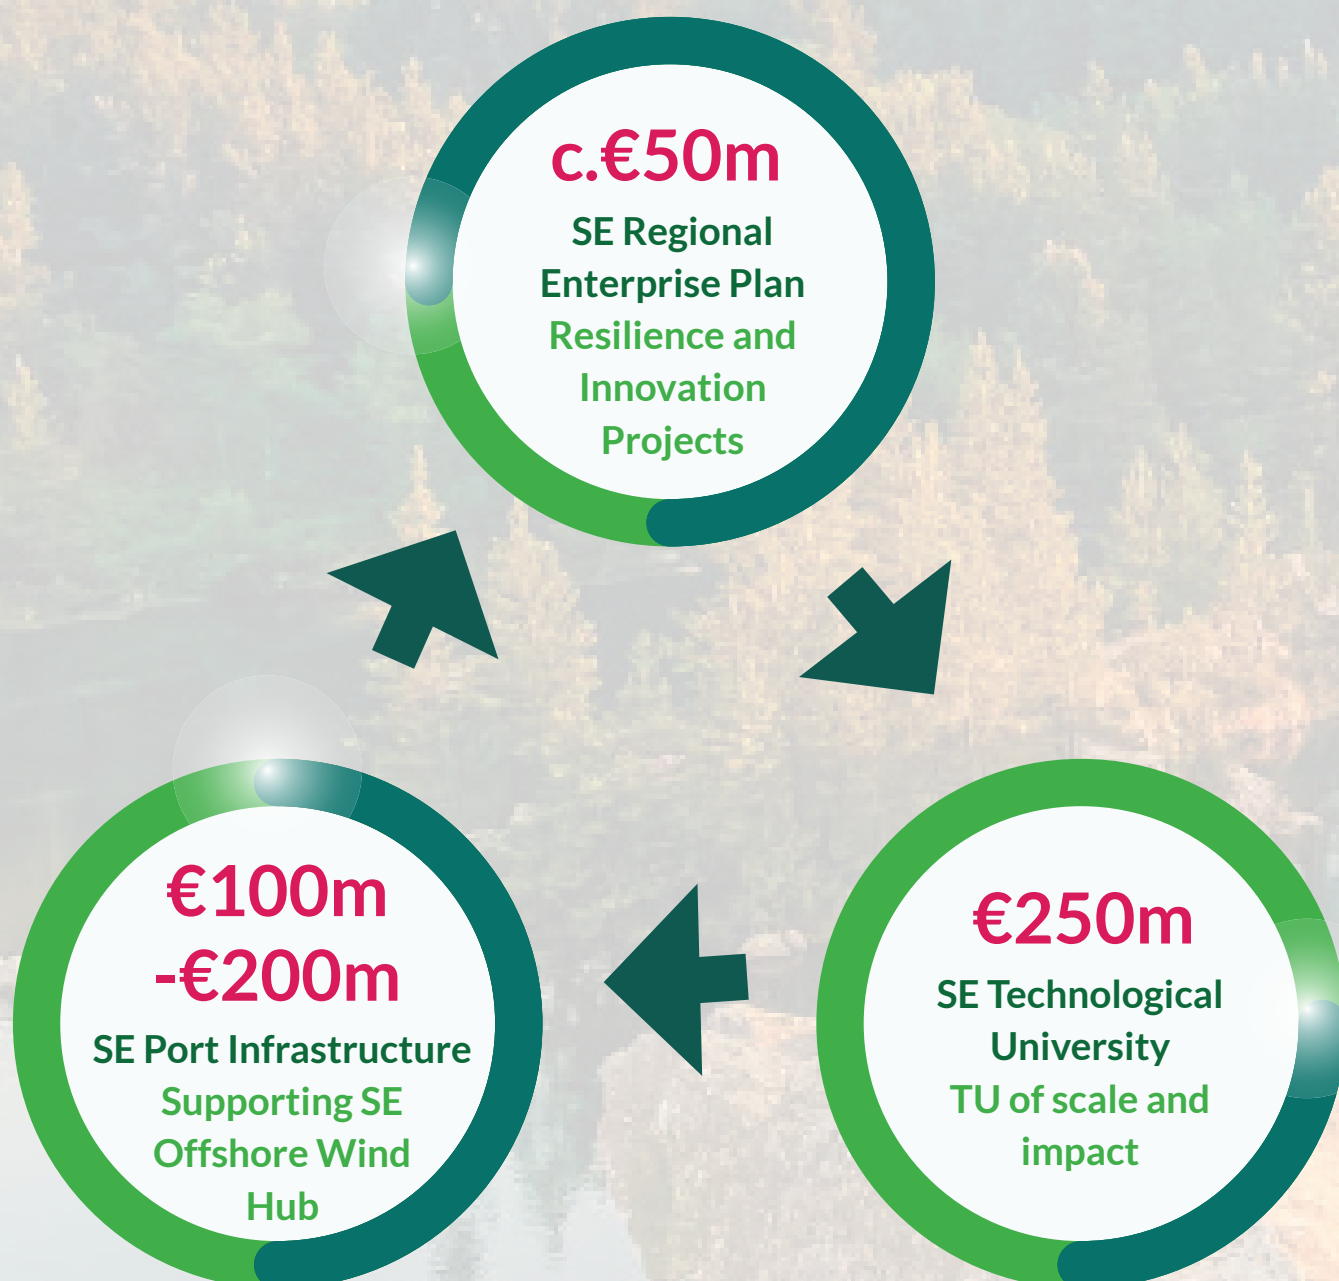 c.€50m
SE Regional
Enterprise Plan
Resilience and
Innovation
Projects
€100m
-€200m
SE Port Infrastructure
Supporting SE
Offshore Wind
Hub
€250m
SE Technological
University
TU of scale and
impact